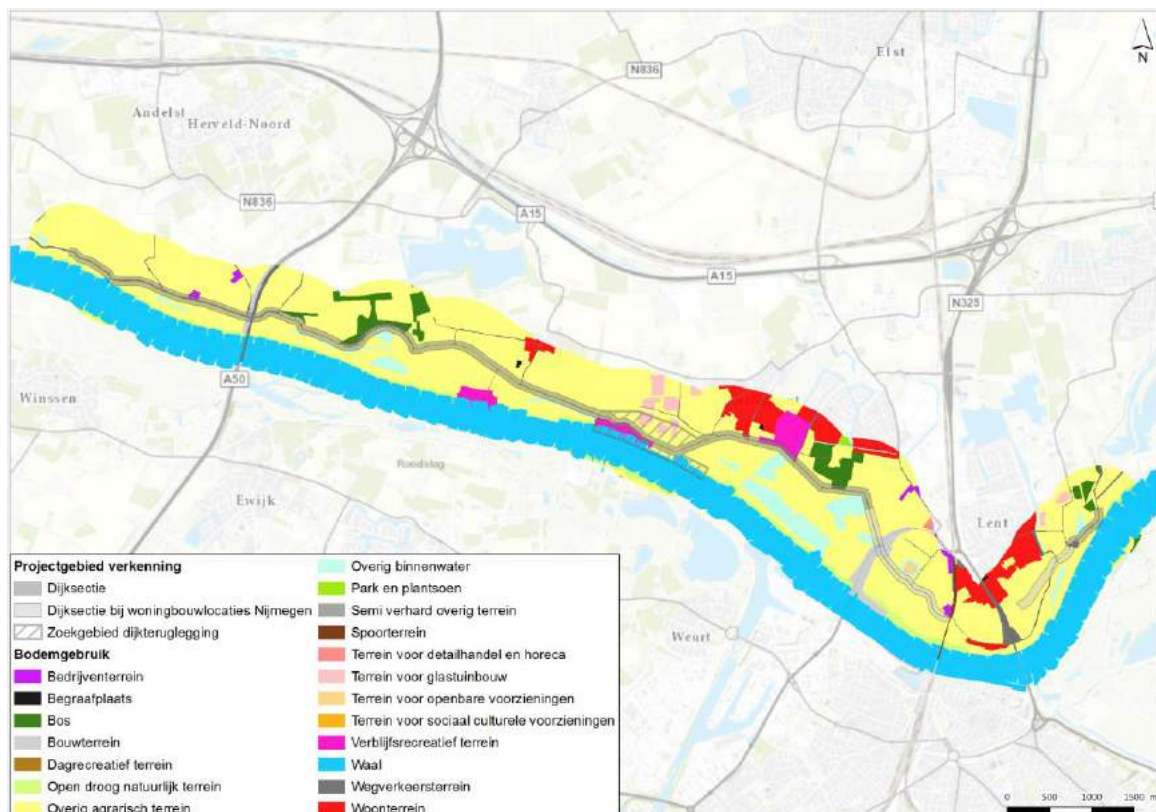 N
Elst
N836
Andelst
Herveld-Noord
N836
A15
A15
N325
A50
Winssen
Ewijk
Lent
Weurt
Projectgebied verkenning
Dijksectie
Dijksectie bij woningbouwlocaties Nijmegen
Zoekgebied dijkteruglegging
Bodemgebruik
Bedrijventerrein
Begraafplaats
Bos
Bouwterrein
Dagrecreatief terrein
Open droog natuurlijk terrein
Overig agrarisch terrein
Overig binnenwater
Park en plantsoen
Semi verhard overig terrein
Spoorterrein
Terrein voor detailhandel en horeca
Terrein voor glastuinbouw
Terrein voor openbare voorzieningen
Terrein voor sociaal culturele voorzieningen
Verblijfsrecreatief terrein
Waal
Wegverkeersterrein
Woonterrein
0 500 1000 1500 m